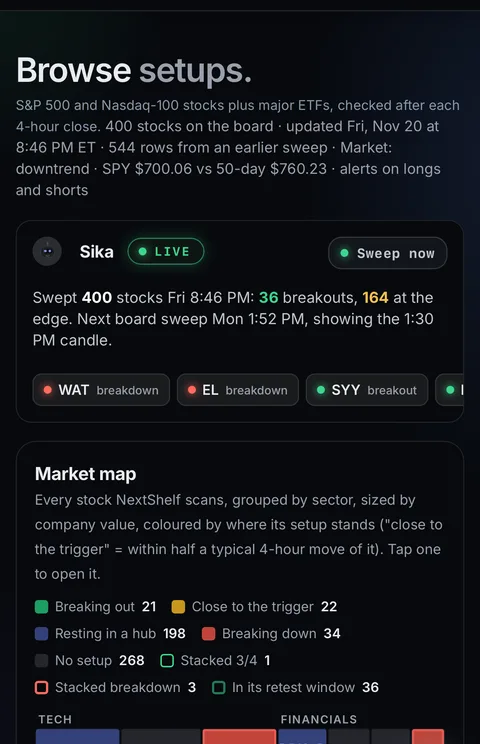 Browse setups.
S&P 500 and Nasdaq-100 stocks plus major ETFs, checked after each
4-hour close. 400 stocks on the board · updated Fri, Nov 20 at
8:46 PM ET · 544 rows from an earlier sweep · Market:
downtrend · SPY $700.06 vs 50-day $760.23 · alerts on longs
and shorts
Sika LIVE Sweep now
Swept 400 stocks Fri 8:46 PM: 36 breakouts, 164 at the
edge. Next board sweep Mon 1:52 PM, showing the 1:30
PM candle.
WAT breakdown EL breakdown SYY breakout
Market map
Every stock NextShelf scans, grouped by sector, sized by
company value, coloured by where its setup stands ("close to
the trigger" = within half a typical 4-hour move of it). Tap one
to open it.
Breaking out 21 Close to the trigger 22
Resting in a hub 198 Breaking down 34
No setup 268 Stacked 3/4 1
Stacked breakdown 3 In its retest window 36
TECH FINANCIALS